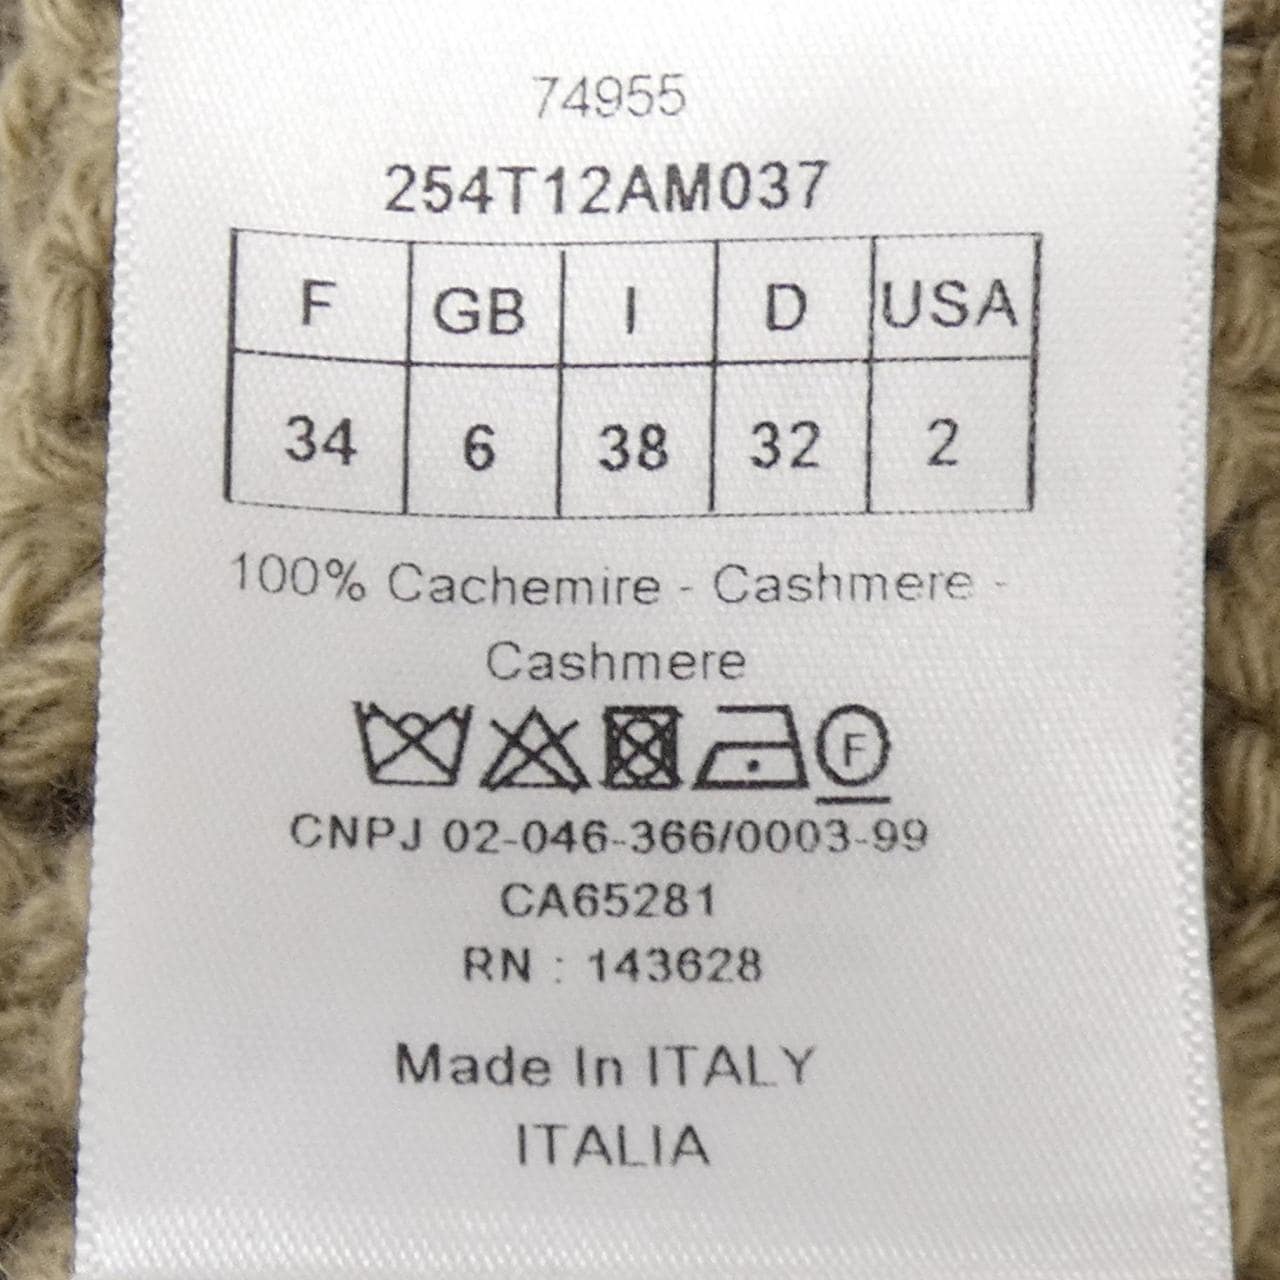 74955
254T12AM037
F GB I D USA
34 6 38 32 2
100% Cachemire - Cashmere -
Cashmere
F
CNPJ 02-046-366/0003-99
CA65281
RN : 143628
Made In ITALY
ITALIA